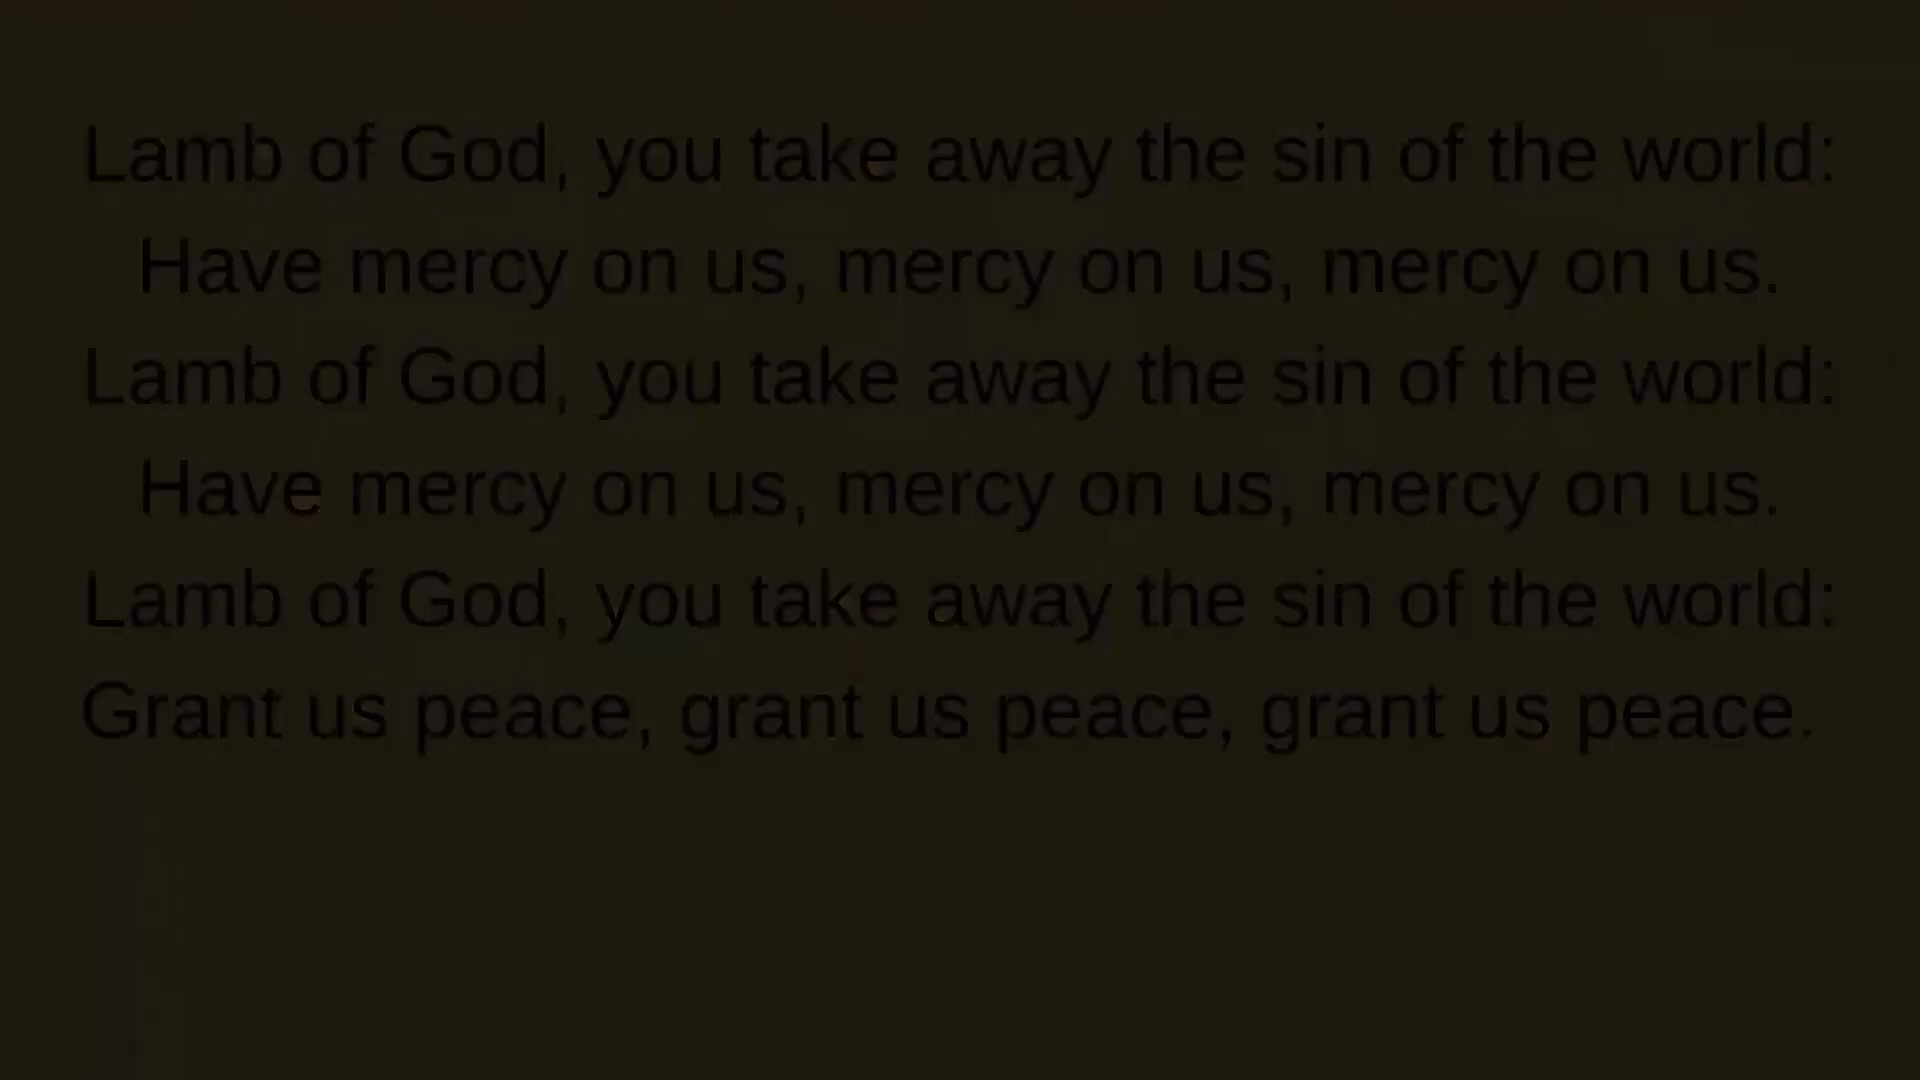 Lamb of God, you take away the sin of the world:
Have mercy on us, mercy on us, mercy on us.
Lamb of God, you take away the sin of the world:
Have mercy on us, mercy on us, mercy on us.
Lamb of God, you take away the sin of the world:
Grant us peace, grant us peace, grant us peace.